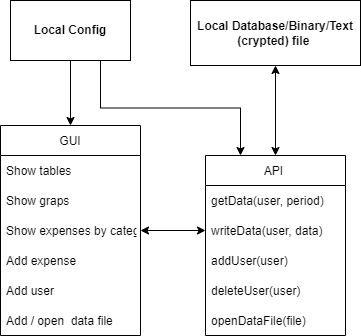 Local Config
Local Database/Binary/Text
(crypted) file
GUI
Show tables
Show graps
Show expenses by categ
Add expense
Add user
Add / open  data file
API
getData(user, period)
writeData(user, data)
addUser(user)
deleteUser(user)
openDataFile(file)